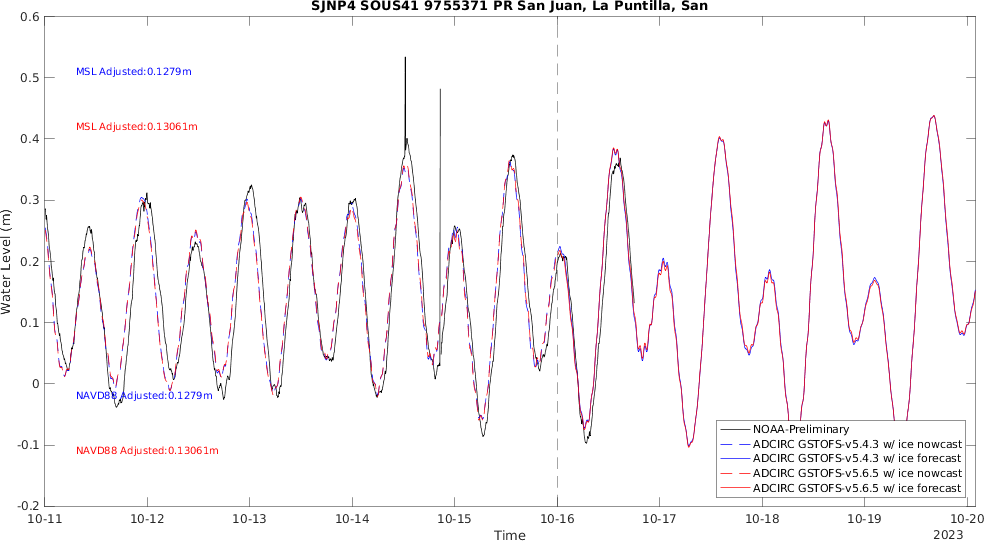 SJNP4 SOUS41 9755371 PR San Juan, La Puntilla, San
0.6
0.5
0.4
0.3
0.2
0.1
0
-0.1
-0.2
Water Level (m)
MSL Adjusted:0.1279m
MSL Adjusted:0.13061m
NAVD88 Adjusted:0.1279m
NAVD88 Adjusted:0.13061m
NOAA-Preliminary
ADCIRC GSTOFS-v5.4.3 w/ ice nowcast
ADCIRC GSTOFS-v5.4.3 w/ ice forecast
ADCIRC GSTOFS-v5.6.5 w/ ice nowcast
ADCIRC GSTOFS-v5.6.5 w/ ice forecast
10-11 10-12 10-13 10-14 10-15 10-16 10-17 10-18 10-19 10-20
Time
2023